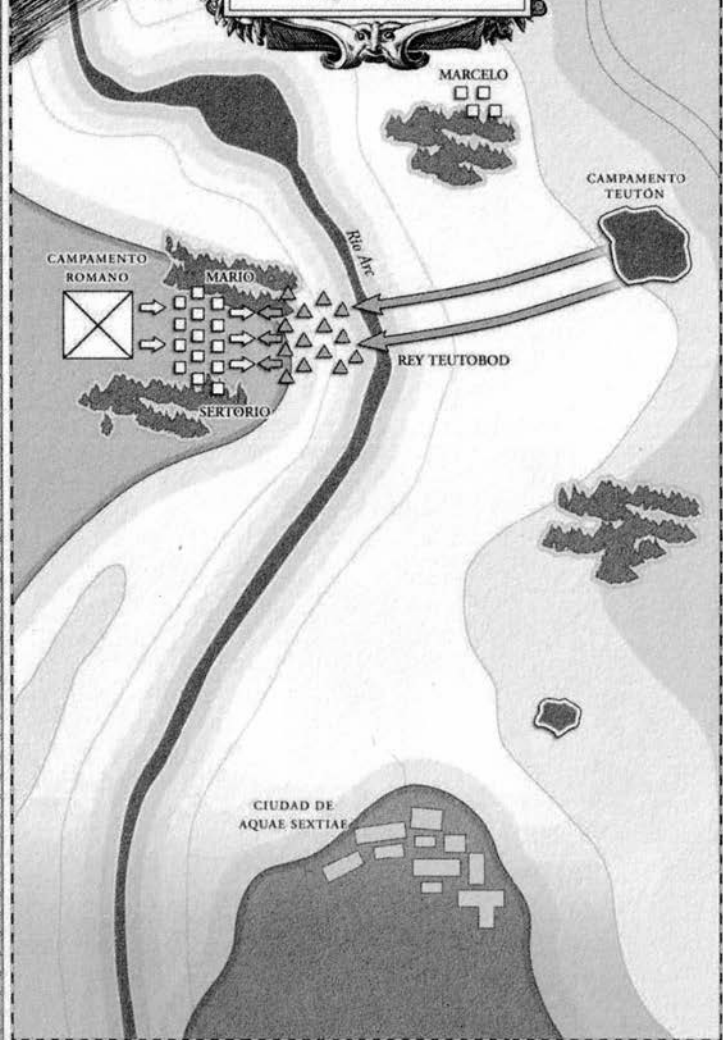 MARCELO
CAMPAMENTO
TEUTÓN
CAMPAMENTO
ROMANO
MARIO
Río Arc
REY TEUTOBOD
SERTORIO
CIUDAD DE
AQUAE SEXTIAE